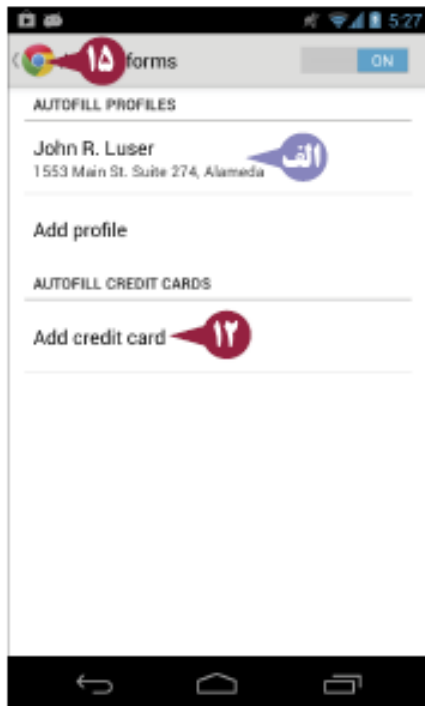 5:27
۱۵ forms ON
AUTOFILL PROFILES
John R. Luser
الف
1553 Main St. Suite 274, Alameda
Add profile
AUTOFILL CREDIT CARDS
Add credit card ۱۲